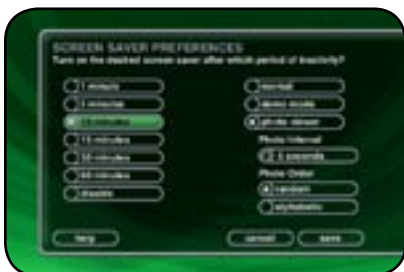 SCREEN SAVER PREFERENCES
Turn on the desired screen saver after which period of inactivity?
1 minute
5 minutes
10 minutes
15 minutes
30 minutes
60 minutes
disable
normal
demo mode
photo viewer
Photo Interval
5 seconds
Photo Order
random
alphabetic
help
cancel
save